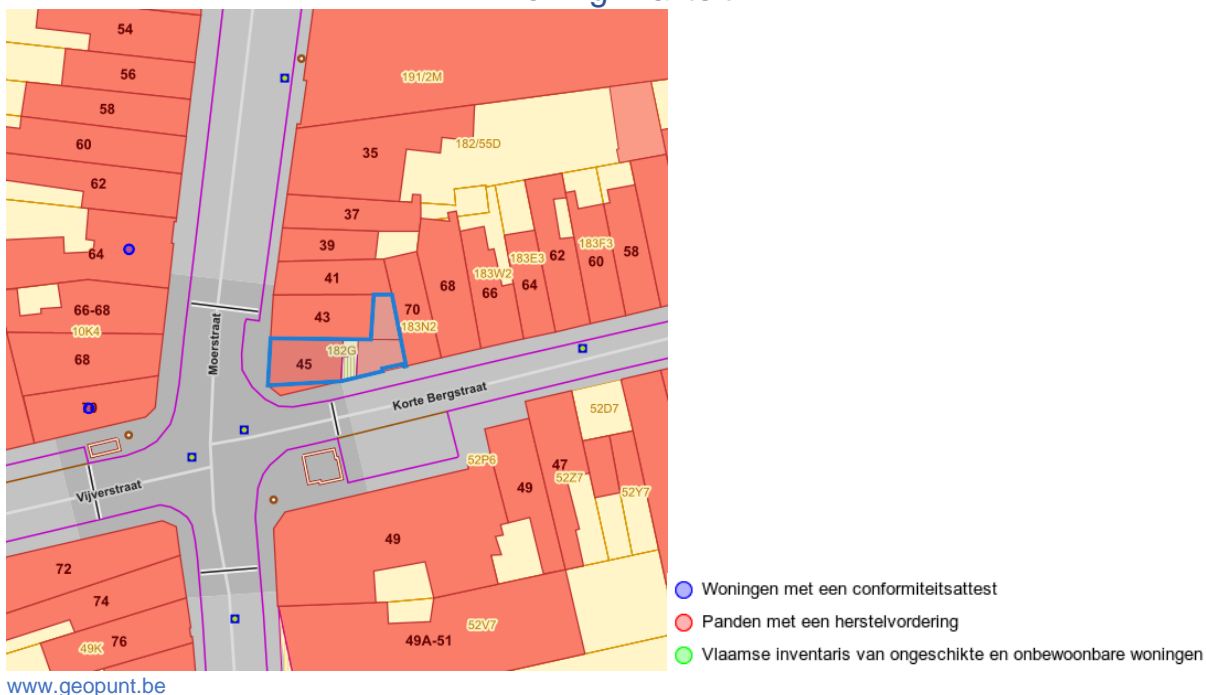 54
56
191/2M
58
60
182/55D
35
62
37
64
39
183E3
62
183F3
60
58
41
183W2
68
66
64
66-68
10K4
43
70
183N2
Moerstraat
68
45
182G
Korte Bergstraat
70
52D7
52P6
47
Vijverstraat
49
52Z7
52Y7
49
72
74
76
49K
52V7
49A-51
Woningen met een conformiteitsattest
Panden met een herstelvordering
Vlaamse inventaris van ongeschikte en onbewoonbare woningen
www.geopunt.be